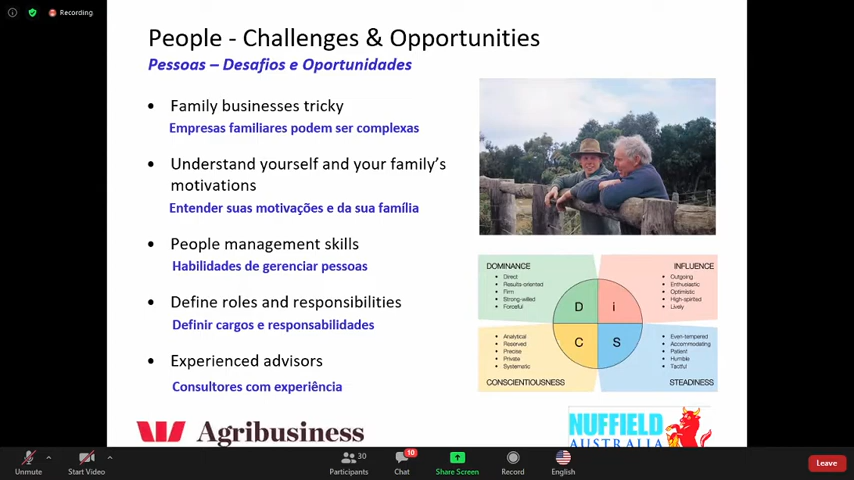 Recording
People - Challenges & Opportunities
Pessoas – Desafios e Oportunidades
• Family businesses tricky
Empresas familiares podem ser complexas
• Understand yourself and your family's
motivations
Entender suas motivações e da sua família
• People management skills
Habilidades de gerenciar pessoas
• Define roles and responsibilities
Definir cargos e responsabilidades
• Experienced advisors
Consultores com experiência
DOMINANCE
• Direct
• Results-oriented
• Firm
• Strong-willed
• Forceful
INFLUENCE
• Outgoing
• Enthusiastic
• Optimistic
• High-spirited
• Lively
D
i
C
S
• Analytical
• Reserved
• Precise
• Private
• Systematic
CONSCIENTIOUSNESS
• Even-tempered
• Accommodating
• Patient
• Humble
• Tactful
STEADINESS
Agribusiness
NUFFIELD
AUSTRALIA
Unmute
Start Video
30
Participants
10
Chat
Share Screen
Record
English
Leave